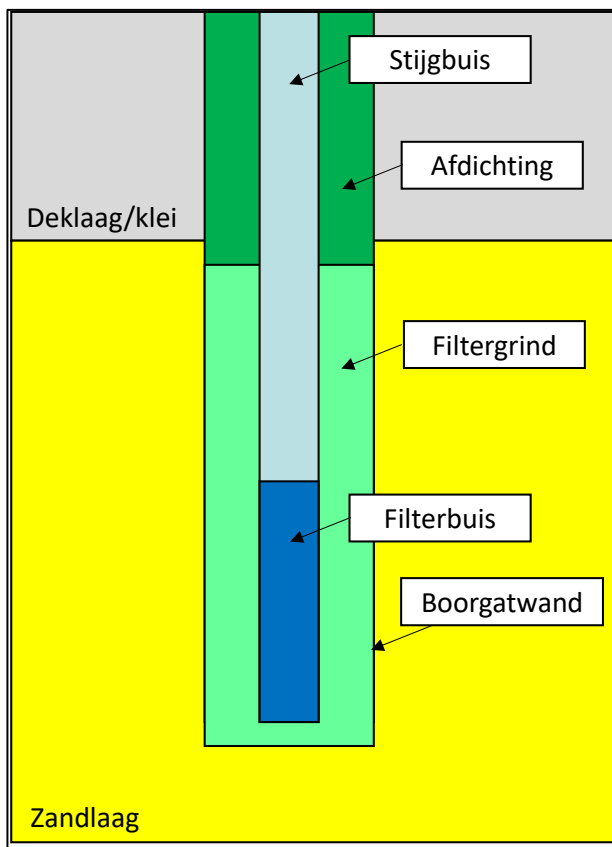 Stijgbuis
Afdichting
Deklaag/klei
Filtergrind
Filterbuis
Boorgatwand
Zandlaag